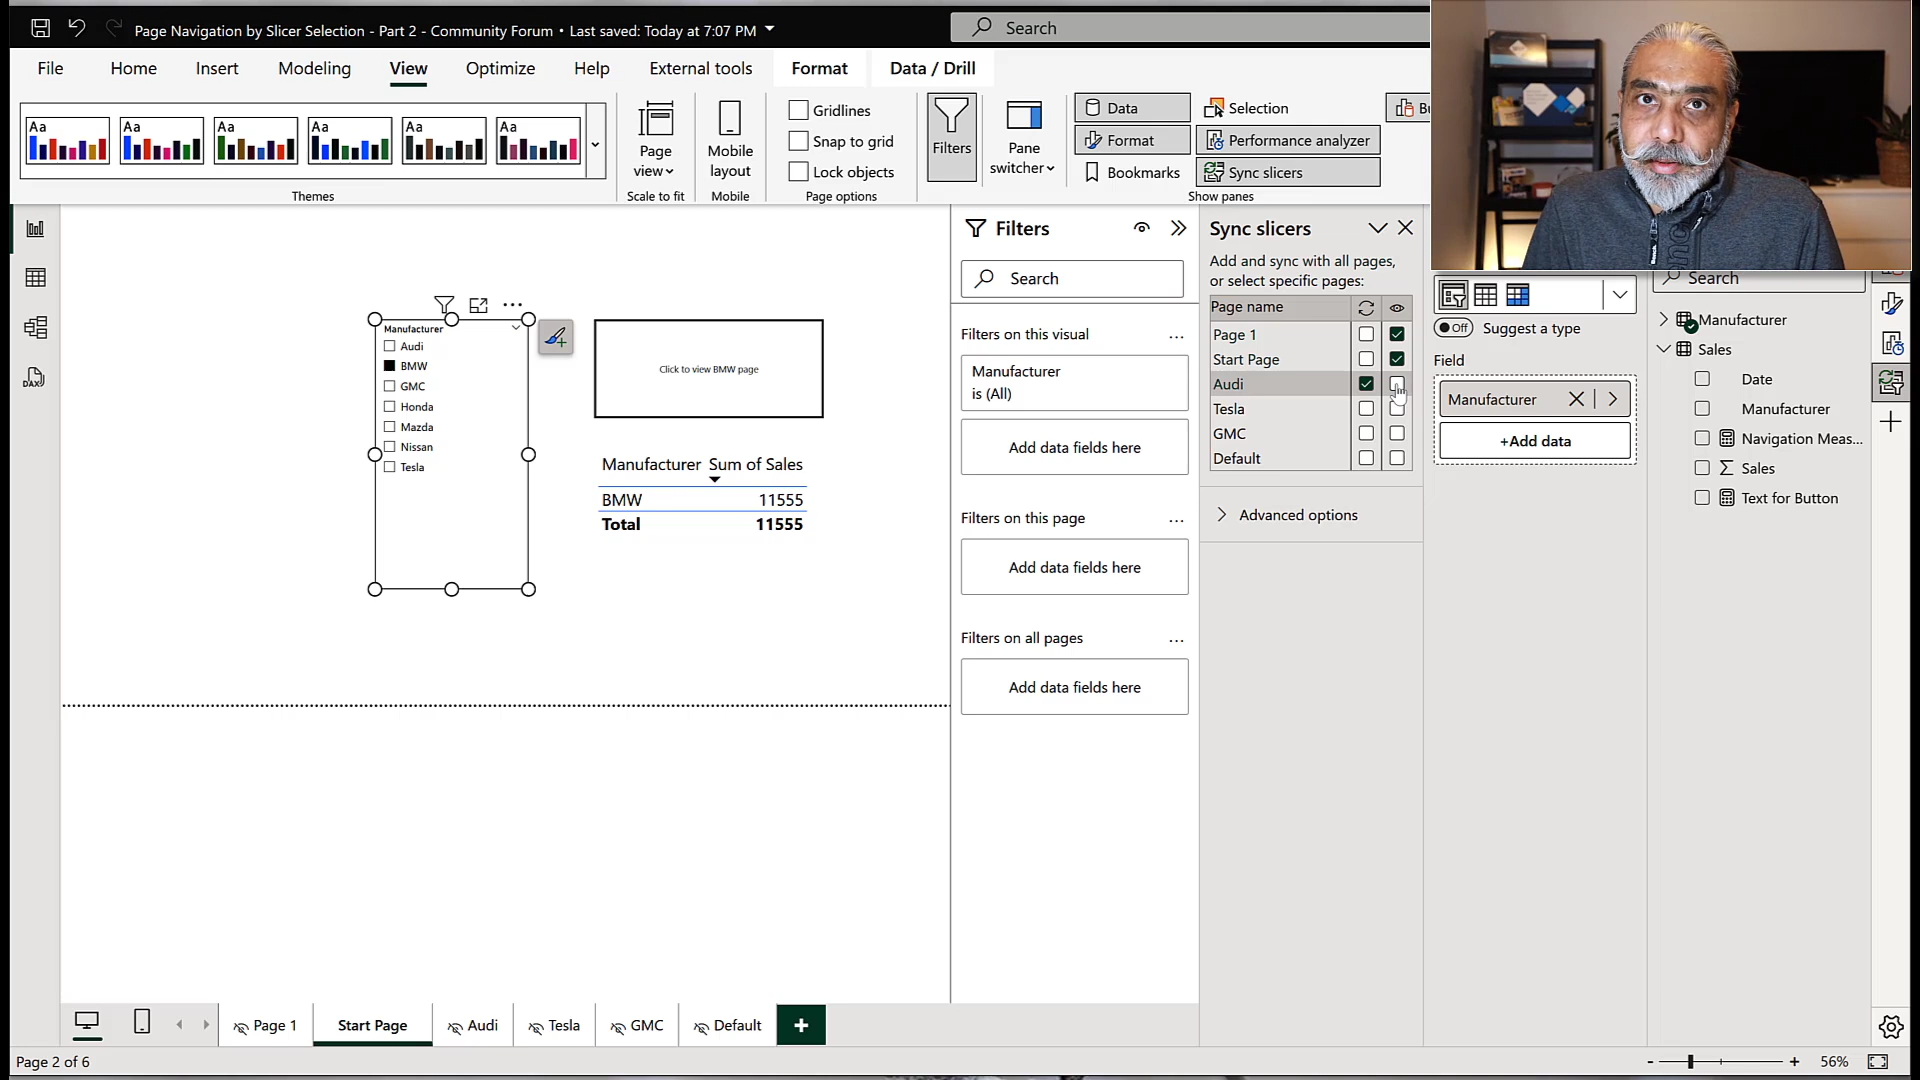 Page Navigation by Slicer Selection - Part 2 - Community Forum • Last saved: Today at 7:07 PM
Search
File Home Insert Modeling View Optimize Help External tools Format Data / Drill
Aa Aa Aa Aa Aa Aa
Page view
Mobile layout
Gridlines
Snap to grid
Lock objects
Filters
Pane switcher
Data
Format
Bookmarks
Selection
Performance analyzer
Sync slicers
Bu
Themes Scale to fit Mobile Page options Show panes
Manufacturer
Audi
BMW
GMC
Honda
Mazda
Nissan
Tesla
Click to view BMW page
Manufacturer Sum of Sales
BMW 11555
Total 11555
Filters
Search
Filters on this visual ...
Manufacturer
is (All)
Add data fields here
Filters on this page ...
Add data fields here
Filters on all pages ...
Add data fields here
Sync slicers
Add and sync with all pages,
or select specific pages:
Page name
Page 1
Start Page
Audi
Tesla
GMC
Default
Advanced options
Off Suggest a type
Field
Manufacturer
+Add data
Search
Manufacturer
Sales
Date
Manufacturer
Navigation Meas...
Sales
Text for Button
DAX
Page 1 Start Page Audi Tesla GMC Default +
Page 2 of 6
- + 56%